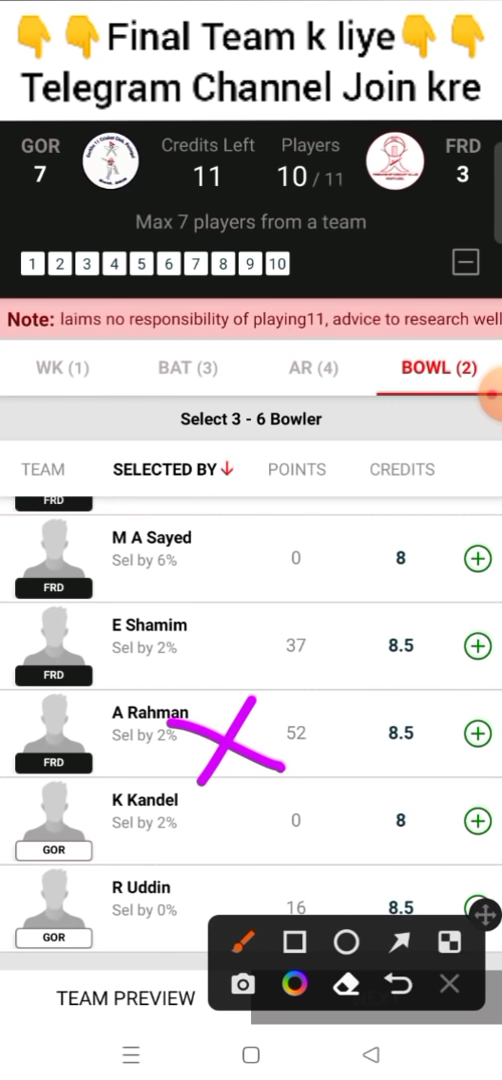 👇👇Final Team k liye👇👇
Telegram Channel Join kre
GOR
Credits Left
Players
FRD
7
11
10 / 11
3
Max 7 players from a team
1 2 3 4 5 6 7 8 9 10
Note: laims no responsibility of playing11, advice to research well
WK (1)
BAT (3)
AR (4)
BOWL (2)
Select 3 - 6 Bowler
TEAM
SELECTED BY↓
POINTS
CREDITS
FRD
M A Sayed
Sel by 6%
0
8
FRD
E Shamim
Sel by 2%
37
8.5
FRD
A Rahman
Sel by 2%
52
8.5
FRD
K Kandel
Sel by 2%
0
8
GOR
R Uddin
Sel by 0%
16
8.5
GOR
TEAM PREVIEW